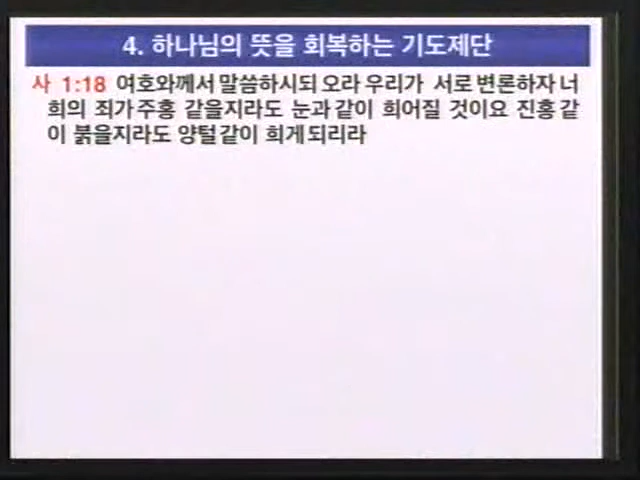 4. 하나님의 뜻을 회복하는 기도제단
사 1:18 여호와께서 말씀하시되 오라 우리가 서로 변론하자 너
희의 죄가 주홍 같을지라도 눈과 같이 희어질 것이요 진홍 같
이 붉을지라도 양털 같이 희게 되리라